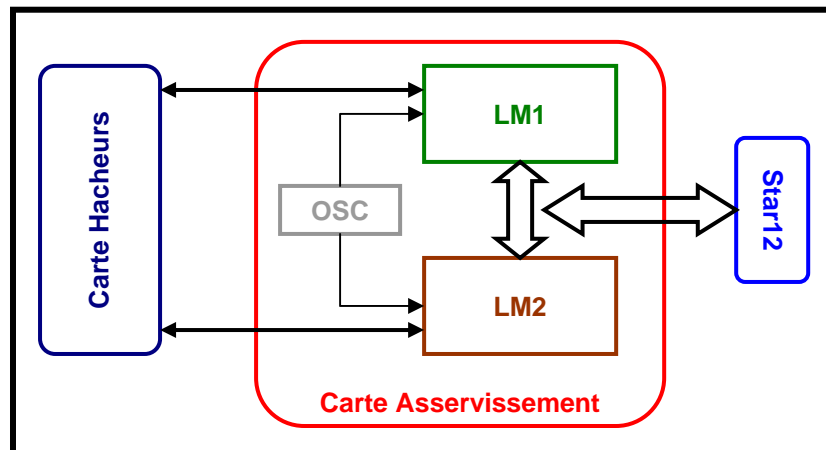 Carte Hacheurs
LM1
OSC
LM2
Star12
Carte Asservissement